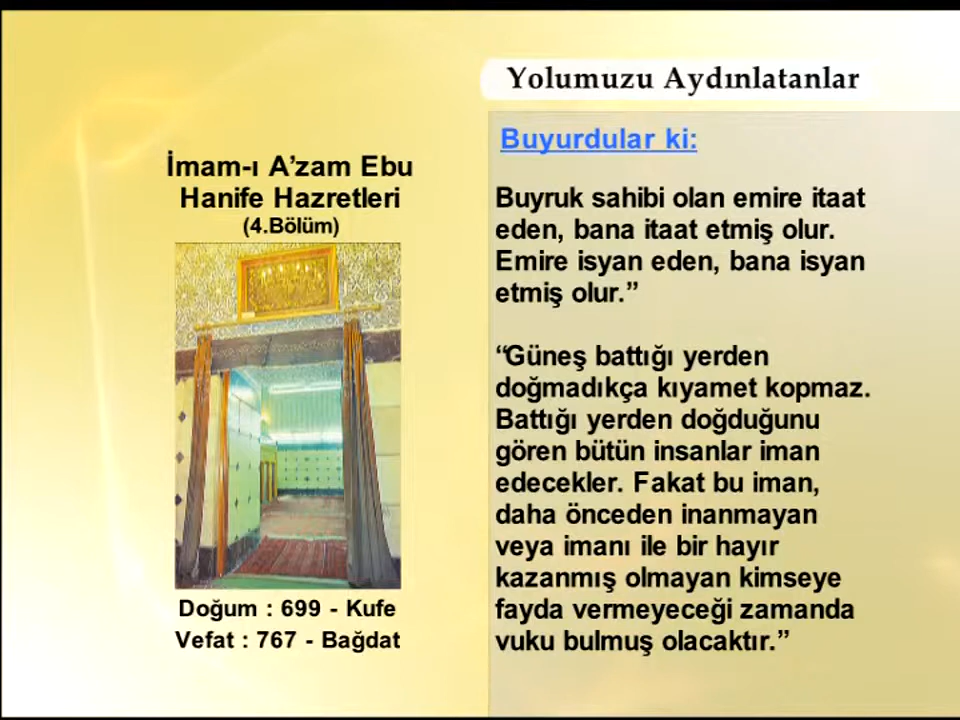 Yolumuzu Aydınlatanlar
İmam-ı A’zam Ebu
Hanife Hazretleri
(4.Bölüm)
Doğum : 699 - Kufe
Vefat : 767 - Bağdat
Buyurdular ki:
Buyruk sahibi olan emire itaat
eden, bana itaat etmiş olur.
Emire isyan eden, bana isyan
etmiş olur.”
“Güneş battığı yerden
doğmadıkça kıyamet kopmaz.
Battığı yerden doğduğunu
gören bütün insanlar iman
edecekler. Fakat bu iman,
daha önceden inanmayan
veya imanı ile bir hayır
kazanmış olmayan kimseye
fayda vermeyeceği zamanda
vuku bulmuş olacaktır.”